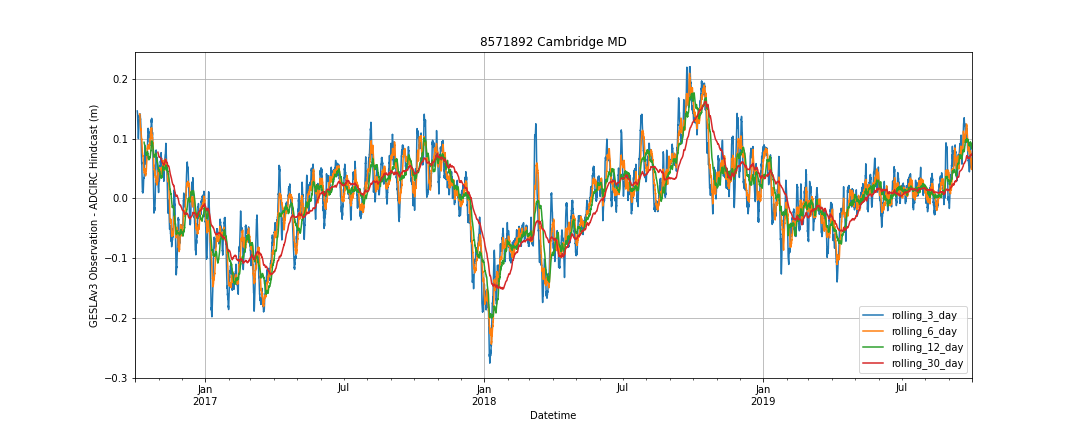 8571892 Cambridge MD
GESLAv3 Observation - ADCIRC Hindcast (m)
0.2
0.1
0.0
−0.1
−0.2
−0.3
Jan
2017
Jul
Jan
2018
Jul
Jan
2019
Jul
Datetime
rolling_3_day
rolling_6_day
rolling_12_day
rolling_30_day